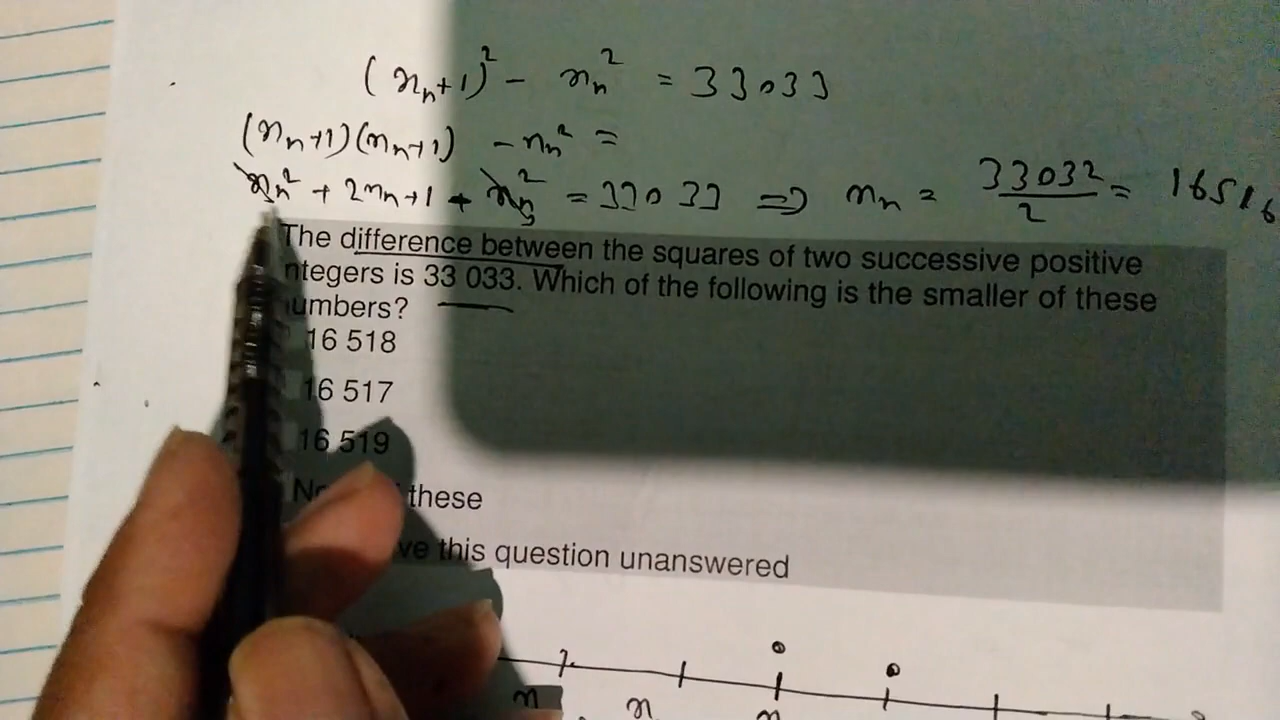 (x_n+1)² - x_n² = 33033
(x_n+1)(x_n+1) - x_n² =
x_n² + 2x_n+1 - x_n² = 33033 ⇒ x_n = 33032/2 = 16516
The difference between the squares of two successive positive
ntegers is 33 033. Which of the following is the smaller of these
umbers?
16 518
16 517
16 519
these
ve this question unanswered
n n n